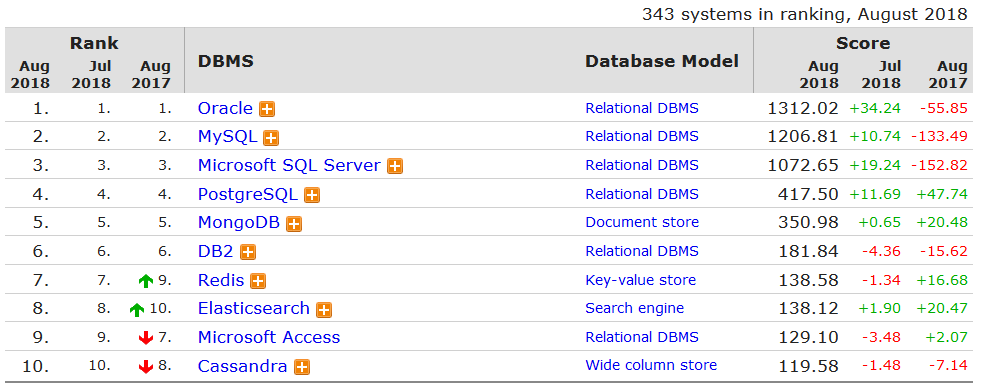 343 systems in ranking, August 2018
Rank DBMS Database Model Score
Aug 2018 Jul 2018 Aug 2017 Aug 2018 Jul 2018 Aug 2017
1. 1. 1. Oracle Relational DBMS 1312.02 +34.24 -55.85
2. 2. 2. MySQL Relational DBMS 1206.81 +10.74 -133.49
3. 3. 3. Microsoft SQL Server Relational DBMS 1072.65 +19.24 -152.82
4. 4. 4. PostgreSQL Relational DBMS 417.50 +11.69 +47.74
5. 5. 5. MongoDB Document store 350.98 +0.65 +20.48
6. 6. 6. DB2 Relational DBMS 181.84 -4.36 -15.62
7. 7. 9. Redis Key-value store 138.58 -1.34 +16.68
8. 8. 10. Elasticsearch Search engine 138.12 +1.90 +20.47
9. 9. 7. Microsoft Access Relational DBMS 129.10 -3.48 +2.07
10. 10. 8. Cassandra Wide column store 119.58 -1.48 -7.14